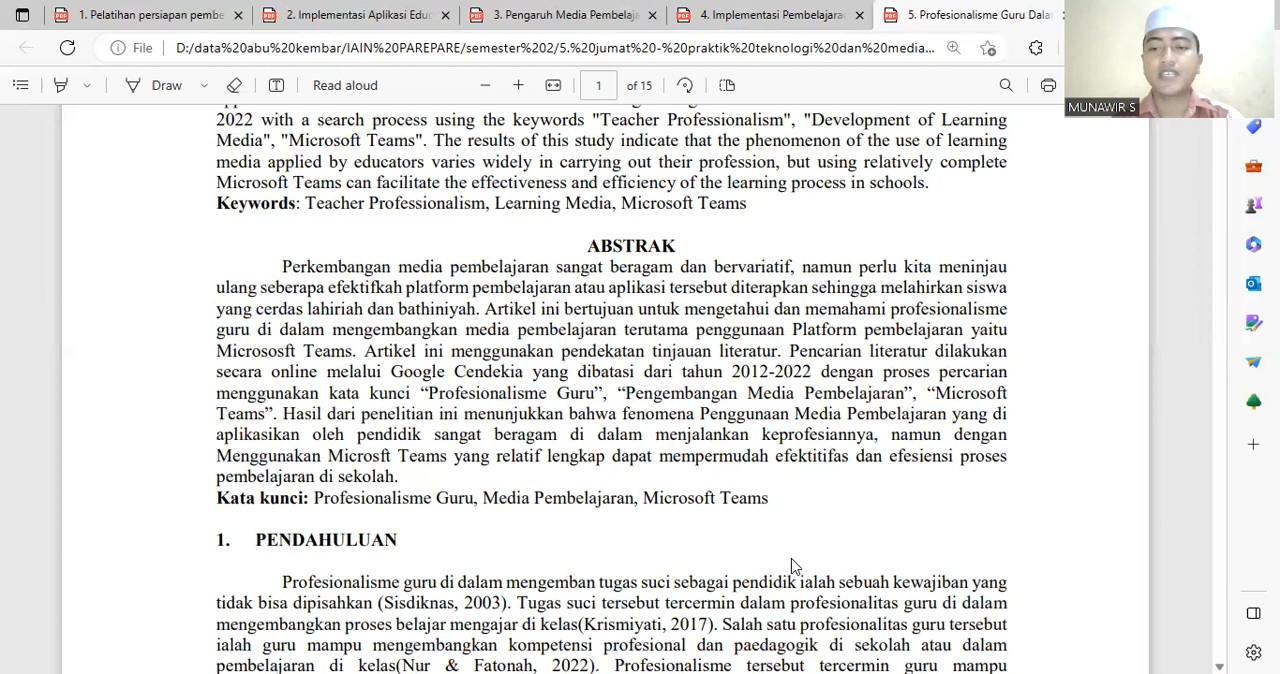 1. Pelatihan persiapan pembe
2. Implementasi Aplikasi Edu
3. Pengaruh Media Pembelaja
4. Implementasi Pembelajara
5. Profesionalisme Guru Dala
File
D:/data%20abu%20kembar/IAIN%20PAREPARE/semester%202/5.%20jumat%20-%20praktik%20teknologi%20dan%20media...
Draw
Read aloud
1
of 15
MUNAWIR S
2022 with a search process using the keywords "Teacher Professionalism", "Development of Learning
Media", "Microsoft Teams". The results of this study indicate that the phenomenon of the use of learning
media applied by educators varies widely in carrying out their profession, but using relatively complete
Microsoft Teams can facilitate the effectiveness and efficiency of the learning process in schools.
Keywords: Teacher Professionalism, Learning Media, Microsoft Teams
ABSTRAK
Perkembangan media pembelajaran sangat beragam dan bervariatif, namun perlu kita meninjau
ulang seberapa efektifkah platform pembelajaran atau aplikasi tersebut diterapkan sehingga melahirkan siswa
yang cerdas lahiriah dan bathiniyah. Artikel ini bertujuan untuk mengetahui dan memahami profesionalisme
guru di dalam mengembangkan media pembelajaran terutama penggunaan Platform pembelajaran yaitu
Micrososft Teams. Artikel ini menggunakan pendekatan tinjauan literatur. Pencarian literatur dilakukan
secara online melalui Google Cendekia yang dibatasi dari tahun 2012-2022 dengan proses percarian
menggunakan kata kunci “Profesionalisme Guru”, “Pengembangan Media Pembelajaran”, “Microsoft
Teams”. Hasil dari penelitian ini menunjukkan bahwa fenomena Penggunaan Media Pembelajaran yang di
aplikasikan oleh pendidik sangat beragam di dalam menjalankan keprofesiannya, namun dengan
Menggunakan Microsft Teams yang relatif lengkap dapat mempermudah efektitifas dan efesiensi proses
pembelajaran di sekolah.
Kata kunci: Profesionalisme Guru, Media Pembelajaran, Microsoft Teams
1. PENDAHULUAN
Profesionalisme guru di dalam mengemban tugas suci sebagai pendidik ialah sebuah kewajiban yang
tidak bisa dipisahkan (Sisdiknas, 2003). Tugas suci tersebut tercermin dalam profesionalitas guru di dalam
mengembangkan proses belajar mengajar di kelas(Krismiyati, 2017). Salah satu profesionalitas guru tersebut
ialah guru mampu mengembangkan kompetensi profesional dan paedagogik di sekolah atau dalam
pembelajaran di kelas(Nur & Fatonah, 2022). Profesionalisme tersebut tercermin guru mampu